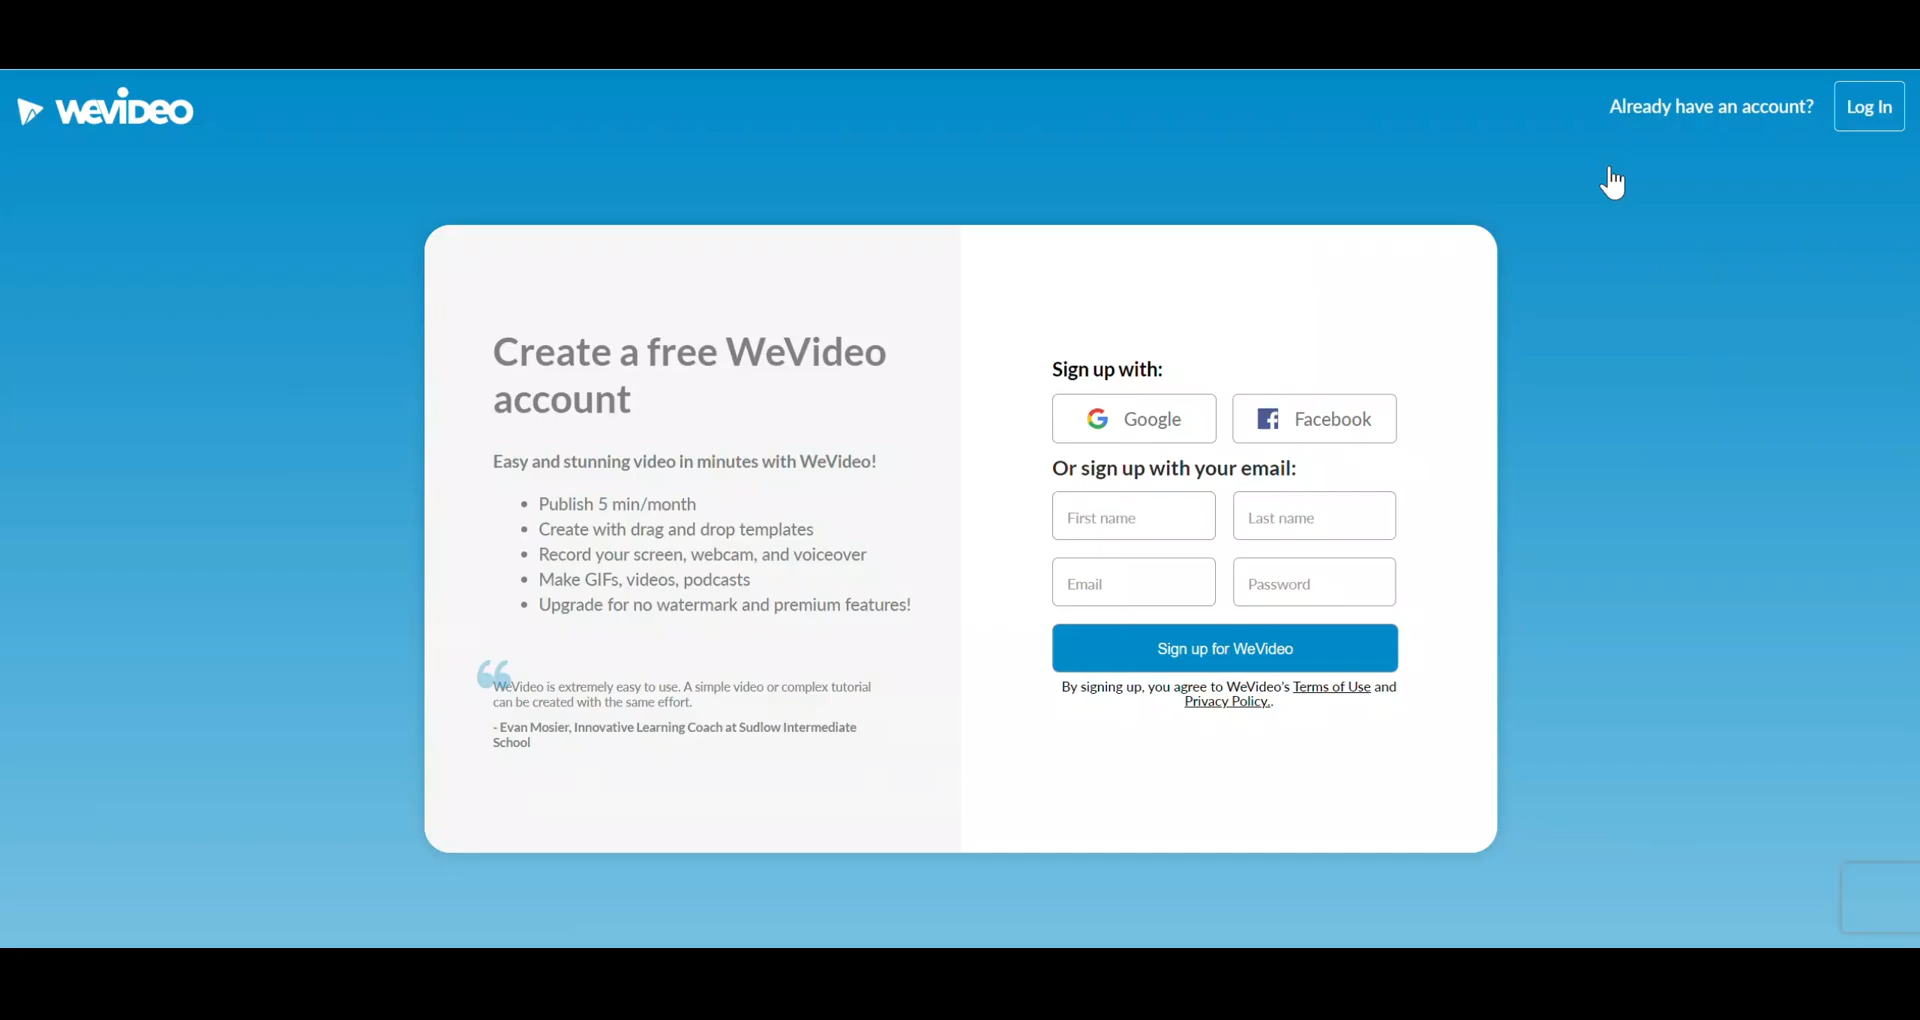 WEVIDEO
Already have an account?
Log In
Create a free WeVideo
account
Easy and stunning video in minutes with WeVideo!
• Publish 5 min/month
• Create with drag and drop templates
• Record your screen, webcam, and voiceover
• Make GIFs, videos, podcasts
• Upgrade for no watermark and premium features!
“
WeVideo is extremely easy to use. A simple video or complex tutorial
can be created with the same effort.
- Evan Mosier, Innovative Learning Coach at Sudlow Intermediate
School
Sign up with:
Google
Facebook
Or sign up with your email:
First name
Last name
Email
Password
Sign up for WeVideo
By signing up, you agree to WeVideo's Terms of Use and
Privacy Policy..